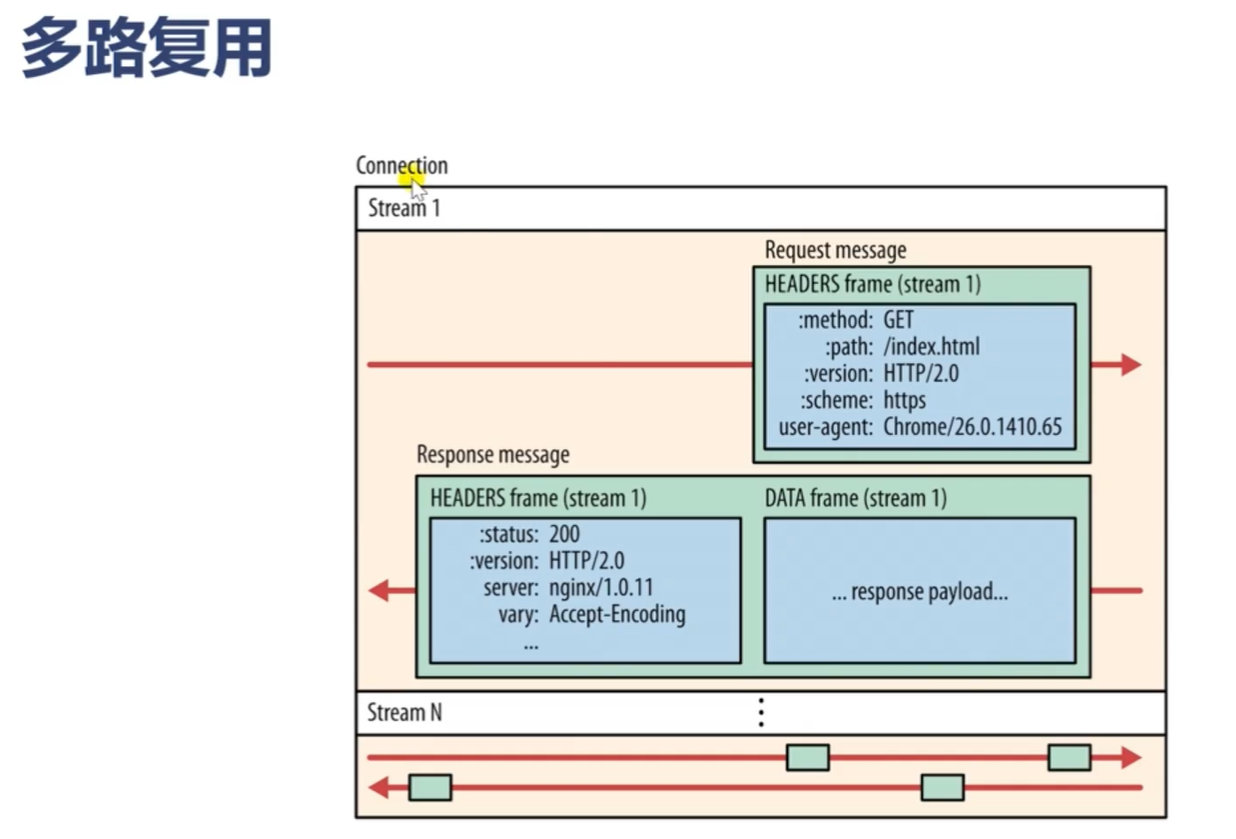 多路复用
Connection
Stream 1
Request message
HEADERS frame (stream 1)
:method: GET
:path: /index.html
:version: HTTP/2.0
:scheme: https
user-agent: Chrome/26.0.1410.65
Response message
HEADERS frame (stream 1)
:status: 200
:version: HTTP/2.0
server: nginx/1.0.11
vary: Accept-Encoding
...
DATA frame (stream 1)
... response payload...
Stream N